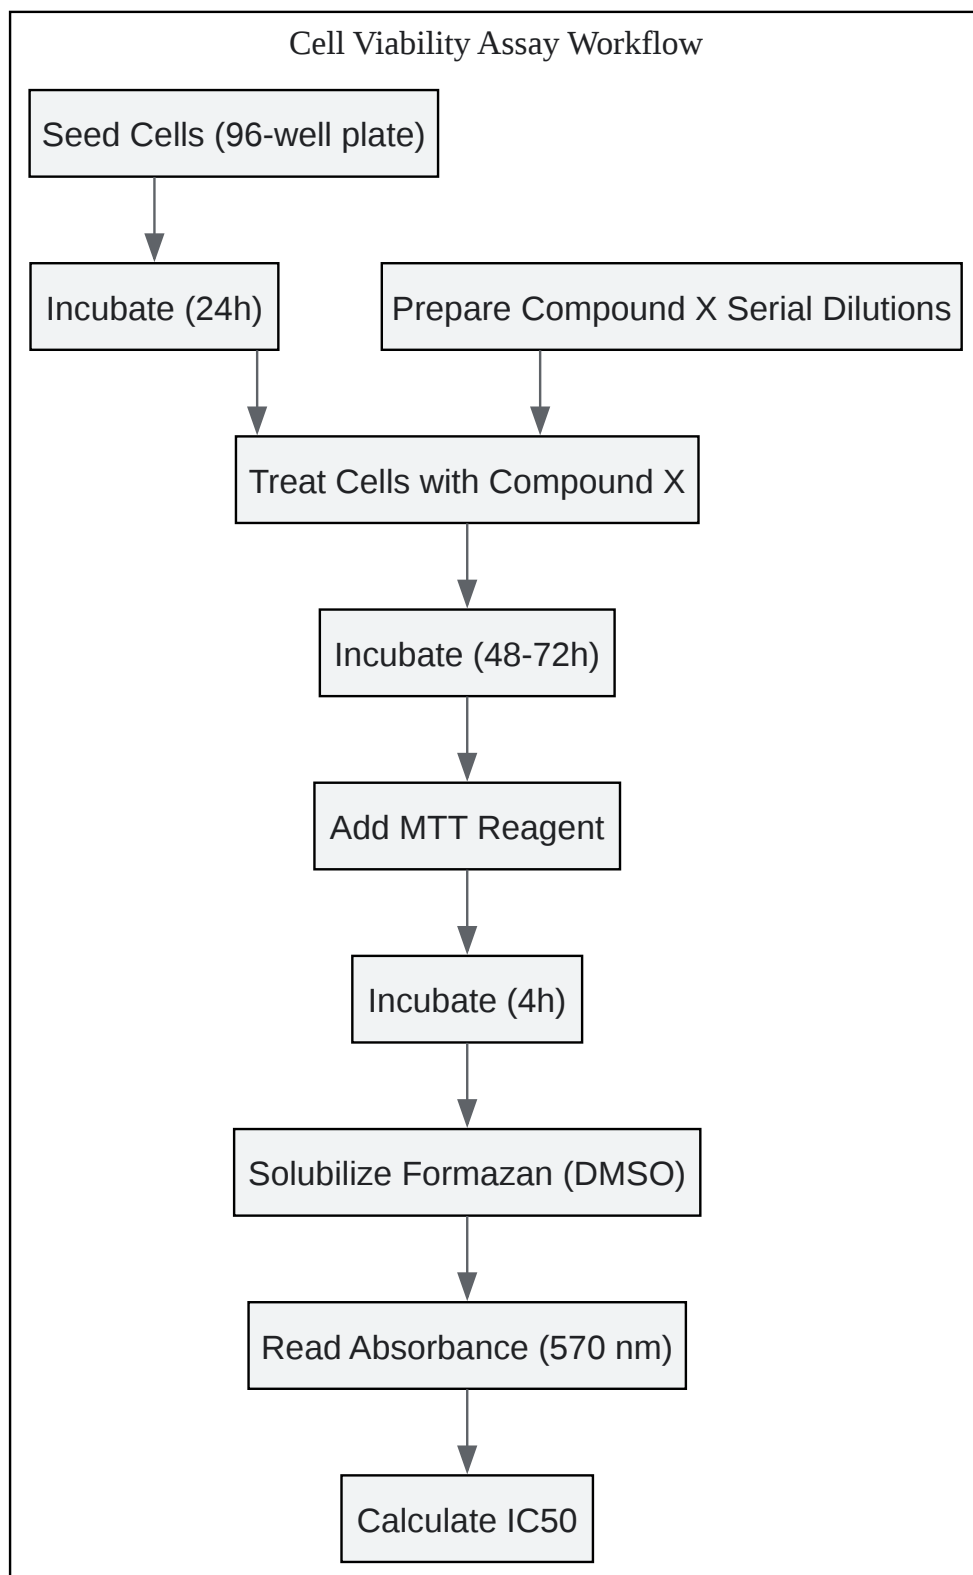 Cell Viability Assay Workflow
Seed Cells (96-well plate)
Incubate (24h)
Prepare Compound X Serial Dilutions
Treat Cells with Compound X
Incubate (48-72h)
Add MTT Reagent
Incubate (4h)
Solubilize Formazan (DMSO)
Read Absorbance (570 nm)
Calculate IC50